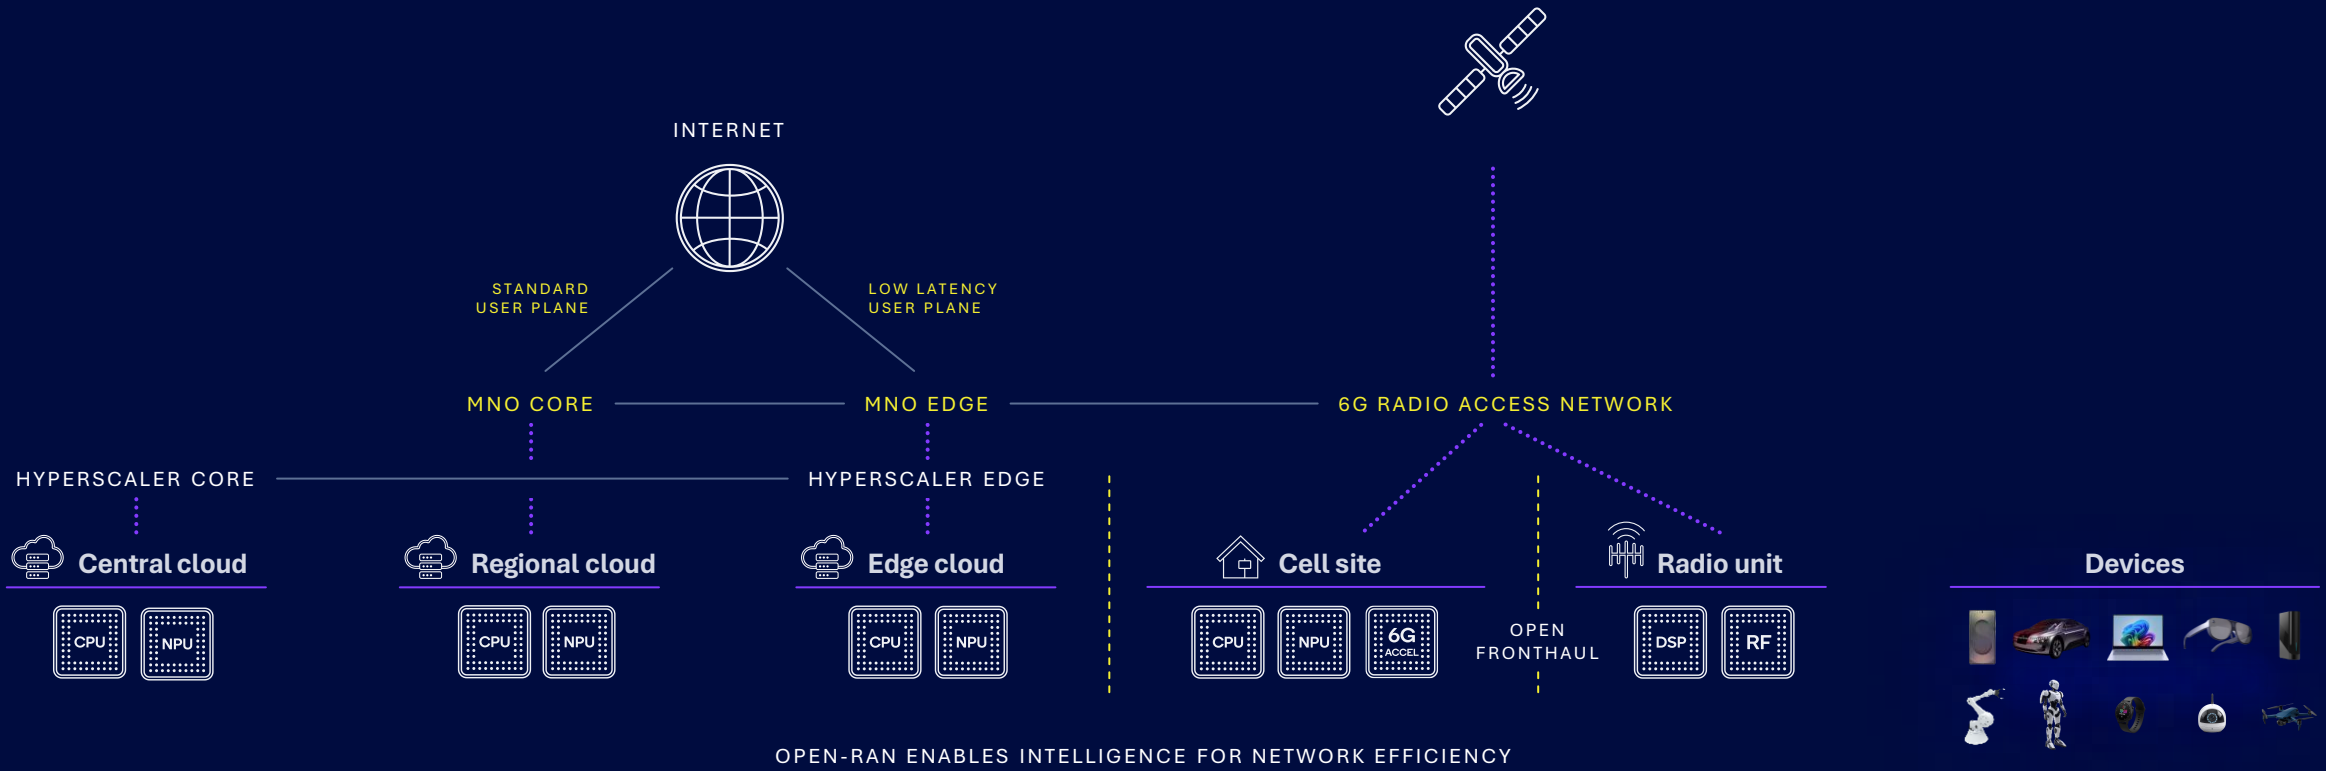 INTERNET
STANDARD
USER PLANE
LOW LATENCY
USER PLANE
MNO CORE
MNO EDGE
6G RADIO ACCESS NETWORK
HYPERSCALER CORE
HYPERSCALER EDGE
Central cloud
Regional cloud
Edge cloud
Cell site
Radio unit
Devices
CPU
NPU
CPU
NPU
CPU
NPU
CPU
NPU
6G
ACCEL
OPEN
FRONTHAUL
DSP
RF
OPEN-RAN ENABLES INTELLIGENCE FOR NETWORK EFFICIENCY